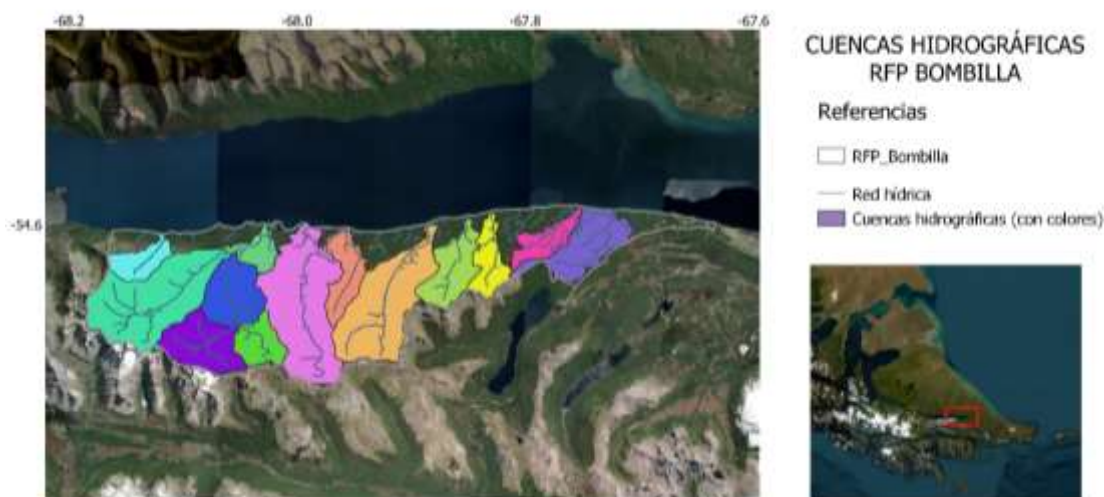 -68.2
-68.0
-67.8
-67.6
-54.6
CUENCAS HIDROGRÁFICAS
RFP BOMBILLA
Referencias
RFP_Bombilla
Red hídrica
Cuencas hidrográficas (con colores)